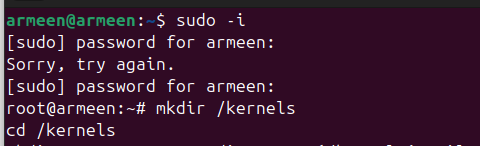 armeen@armeen:~$ sudo -i
[sudo] password for armeen:
Sorry, try again.
[sudo] password for armeen:
root@armeen:~# mkdir /kernels
cd /kernels